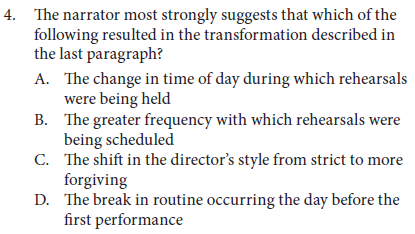 4. The narrator most strongly suggests that which of the
following resulted in the transformation described in
the last paragraph?
A. The change in time of day during which rehearsals
were being held
B. The greater frequency with which rehearsals were
being scheduled
C. The shift in the director’s style from strict to more
forgiving
D. The break in routine occurring the day before the
first performance